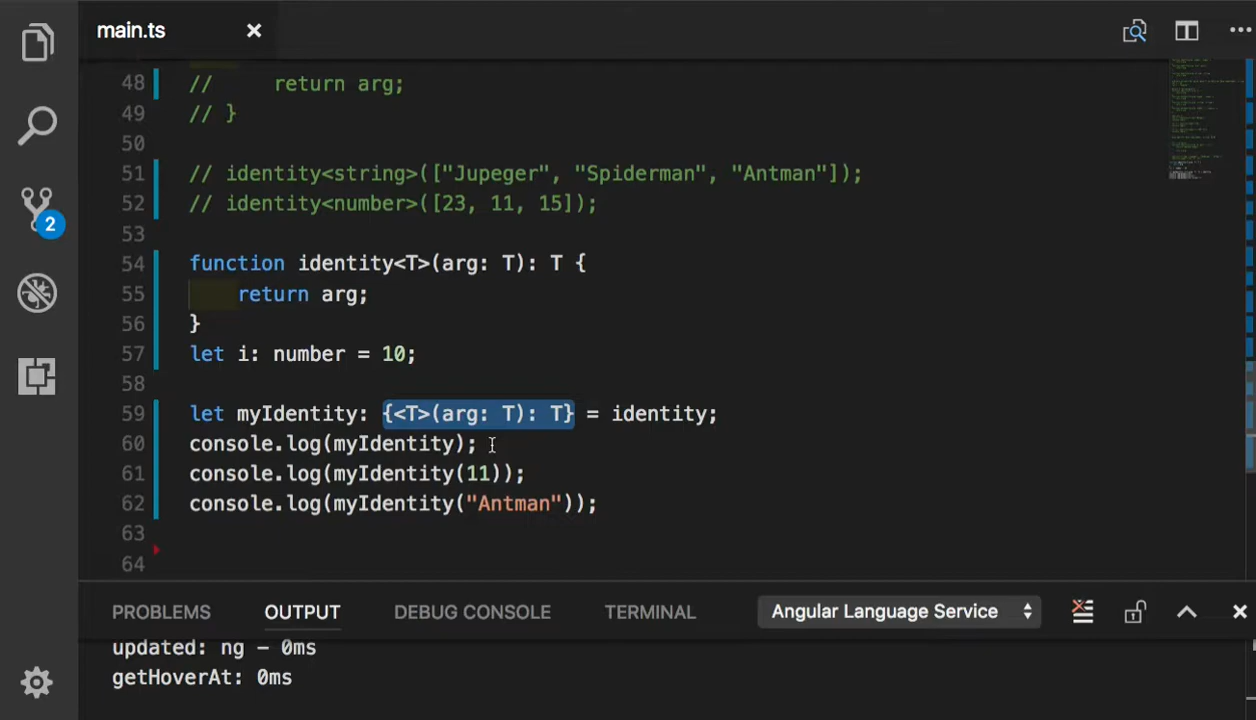 main.ts
48 //     return arg;
49 // }
50
51 // identity<string>(["Jupeger", "Spiderman", "Antman"]);
52 // identity<number>([23, 11, 15]);
53
54 function identity<T>(arg: T): T {
55     return arg;
56 }
57 let i: number = 10;
58
59 let myIdentity: {<T>(arg: T): T} = identity;
60 console.log(myIdentity);
61 console.log(myIdentity(11));
62 console.log(myIdentity("Antman"));
63
64
2
PROBLEMS OUTPUT DEBUG CONSOLE TERMINAL Angular Language Service
updated: ng - 0ms
getHoverAt: 0ms